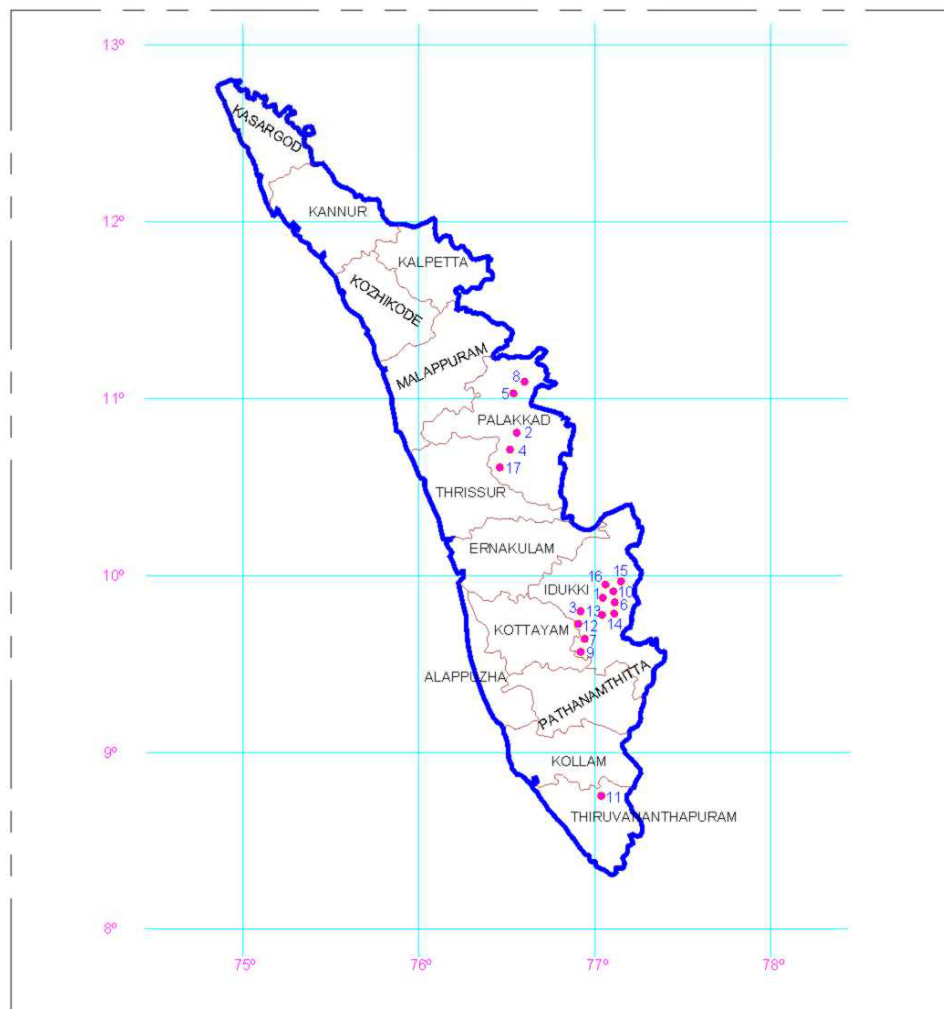 13º
KASARGOD
KANNUR
12º
KALPETTA
KOZHIKODE
MALAPPURAM
8
5
11º
PALAKKAD
2
4
17
THRISSUR
ERNAKULAM
10º
15
16
IDUKKI
10
1
6
3
13
14
12
KOTTAYAM
7
9
ALAPPUZHA
PATHANAMTHITTA
9º
KOLLAM
11
THIRUVANANTHAPURAM
8º
75º
76º
77º
78º